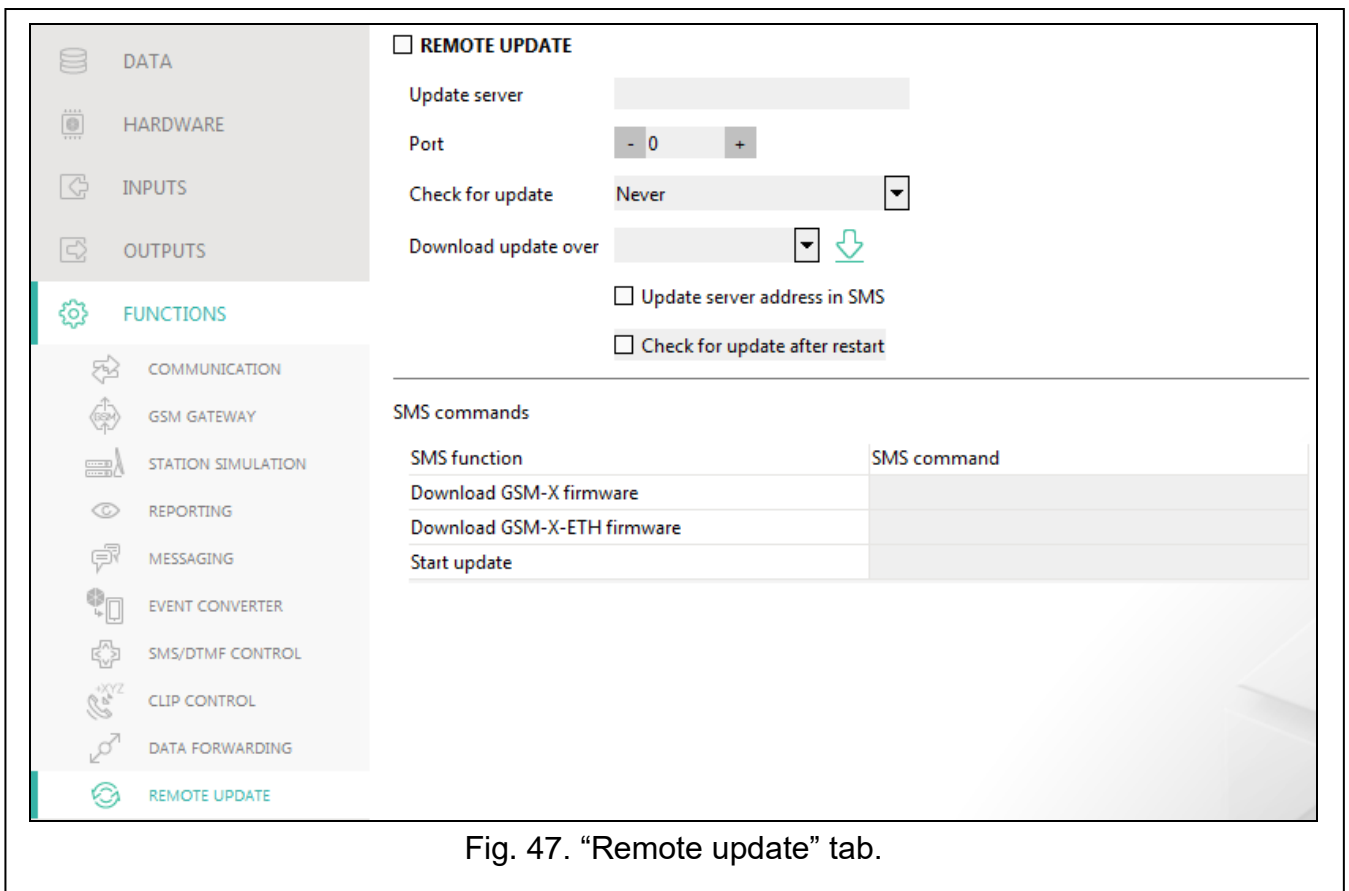 DATA
HARDWARE
INPUTS
OUTPUTS
FUNCTIONS
COMMUNICATION
GSM
GSM GATEWAY
STATION SIMULATION
REPORTING
MESSAGING
EVENT CONVERTER
SMS/DTMF CONTROL
+XYZ
CLIP CONTROL
DATA FORWARDING
REMOTE UPDATE
REMOTE UPDATE
Update server
Port - 0 +
Check for update Never
Download update over
Update server address in SMS
Check for update after restart
SMS commands
SMS function SMS command
Download GSM-X firmware
Download GSM-X-ETH firmware
Start update
Fig. 47. “Remote update” tab.